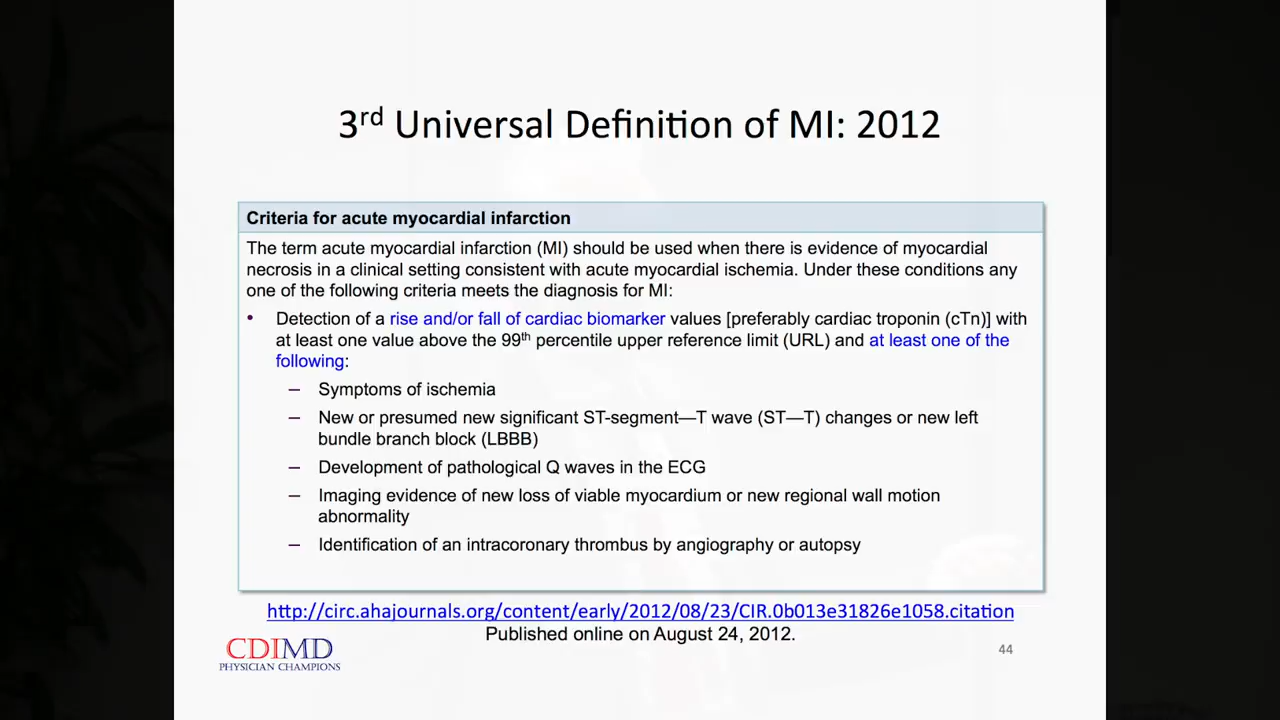 3rd Universal Definition of MI: 2012
Criteria for acute myocardial infarction
The term acute myocardial infarction (MI) should be used when there is evidence of myocardial
necrosis in a clinical setting consistent with acute myocardial ischemia. Under these conditions any
one of the following criteria meets the diagnosis for MI:
• Detection of a rise and/or fall of cardiac biomarker values [preferably cardiac troponin (cTn)] with
at least one value above the 99th percentile upper reference limit (URL) and at least one of the
following:
– Symptoms of ischemia
– New or presumed new significant ST-segment—T wave (ST—T) changes or new left
bundle branch block (LBBB)
– Development of pathological Q waves in the ECG
– Imaging evidence of new loss of viable myocardium or new regional wall motion
abnormality
– Identification of an intracoronary thrombus by angiography or autopsy
http://circ.ahajournals.org/content/early/2012/08/23/CIR.0b013e31826e1058.citation
Published online on August 24, 2012.
CDIMD
PHYSICIAN CHAMPIONS
44